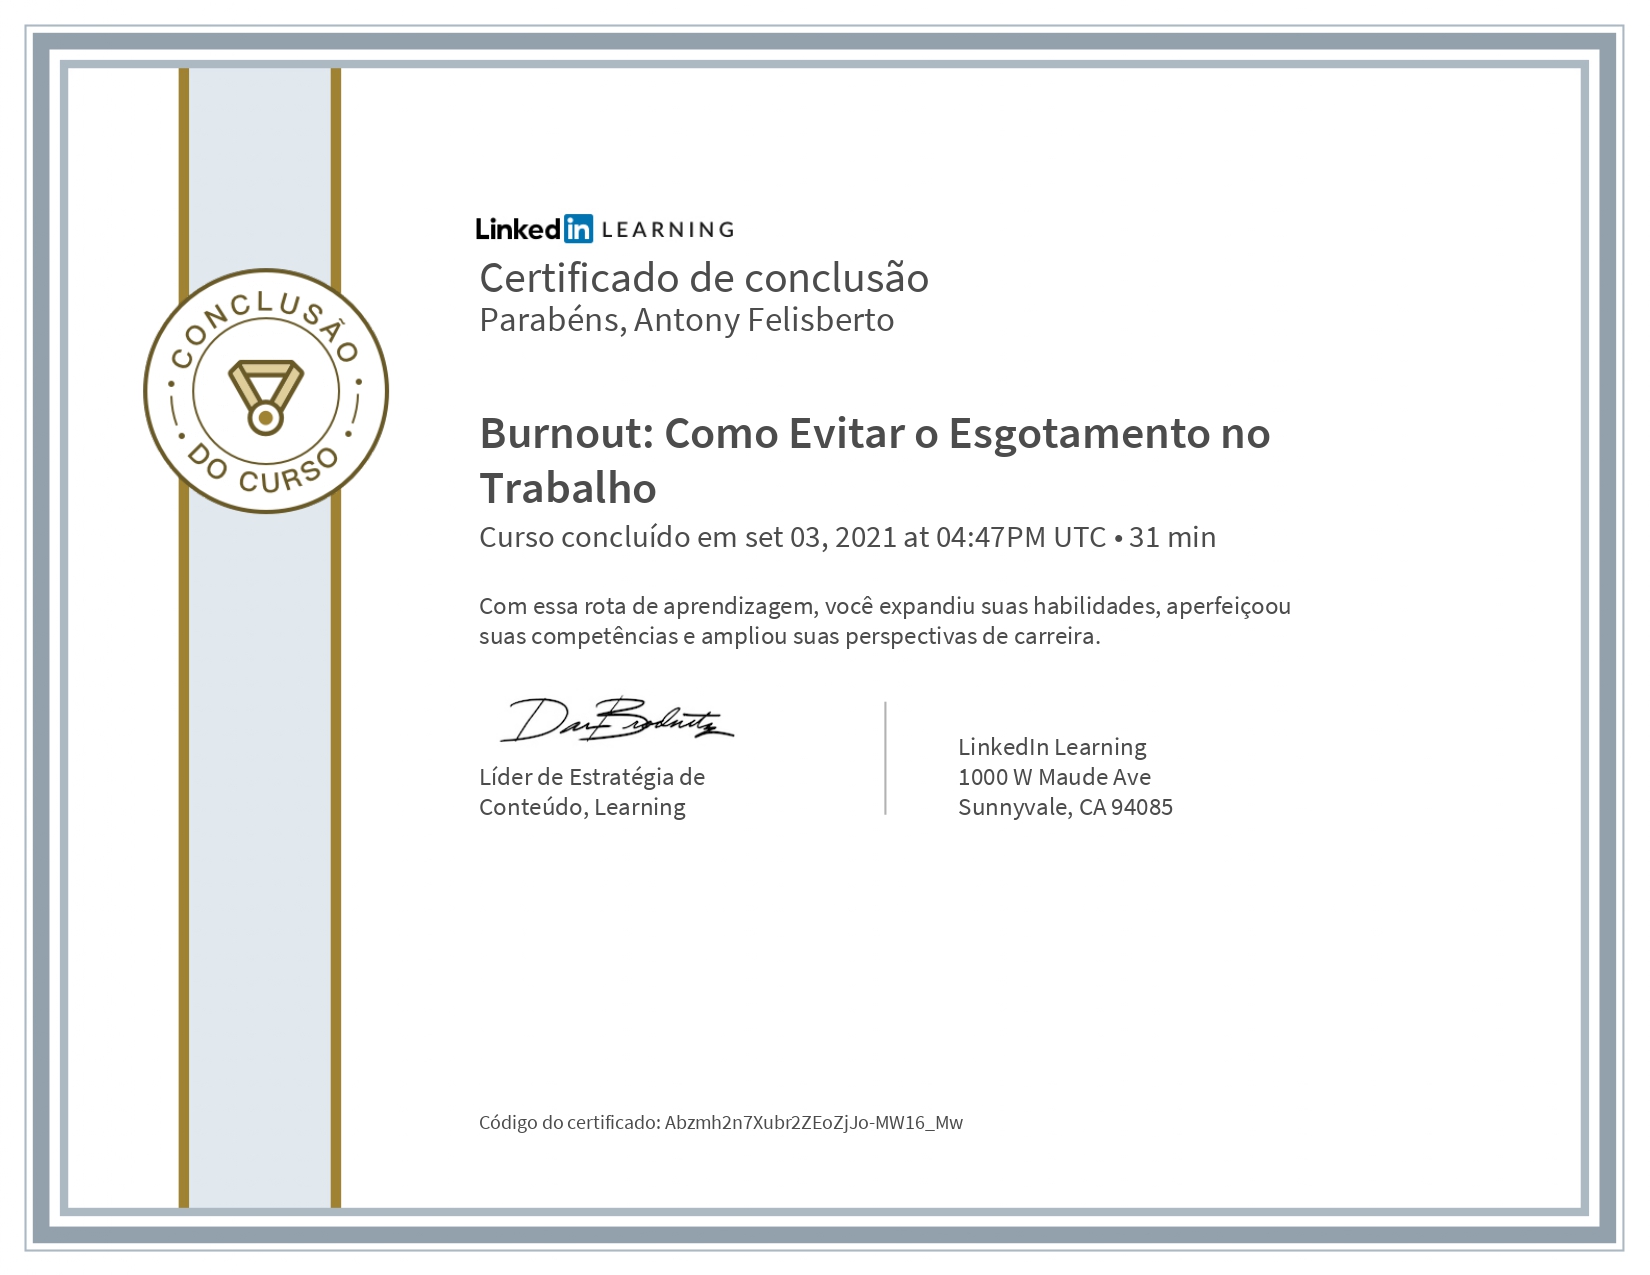 Linked in LEARNING
Certificado de conclusão
Parabéns, Antony Felisberto
• CONCLUSÃO •
• DO CURSO •
Burnout: Como Evitar o Esgotamento no
Trabalho
Curso concluído em set 03, 2021 at 04:47PM UTC • 31 min
Com essa rota de aprendizagem, você expandiu suas habilidades, aperfeiçoou
suas competências e ampliou suas perspectivas de carreira.
Dan Brodnitz
Líder de Estratégia de
Conteúdo, Learning
LinkedIn Learning
1000 W Maude Ave
Sunnyvale, CA 94085
Código do certificado: Abzmh2n7Xubr2ZEoZjJo-MW16_Mw